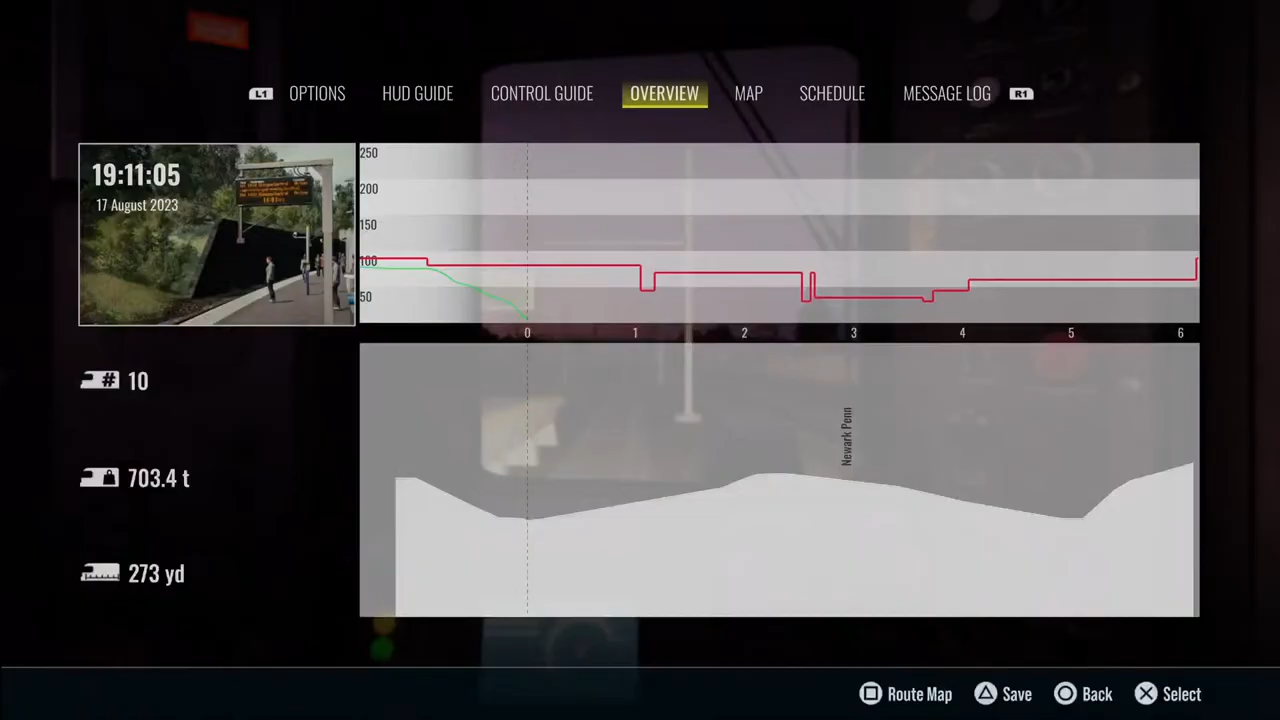 L1 OPTIONS HUD GUIDE CONTROL GUIDE OVERVIEW MAP SCHEDULE MESSAGE LOG R1
19:11:05
17 August 2023
250
200
150
100
50
0 1 2 3 4 5 6
# 10
703.4 t
273 yd
Newark Penn
Route Map Save Back Select